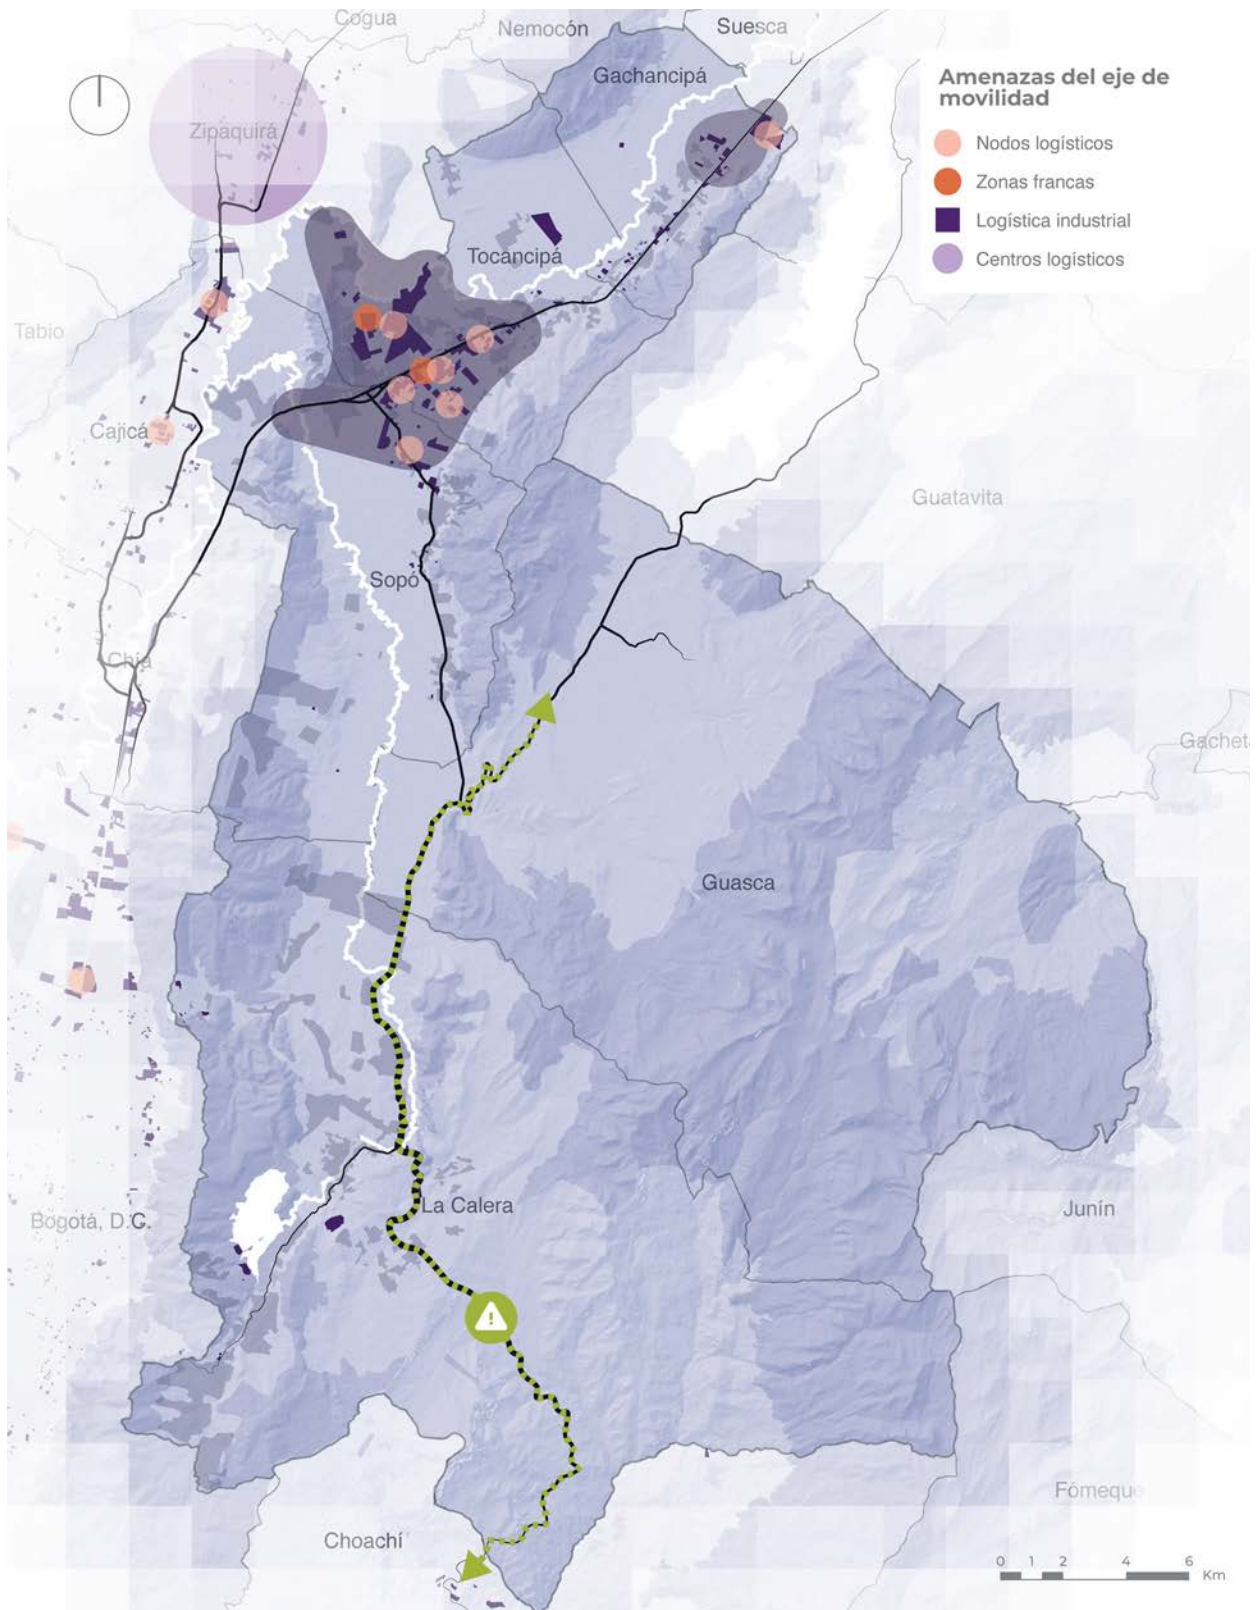 Cogua
Nemocón
Suesca
Gachancipá
Amenazas del eje de
movilidad
Nodos logísticos
Zonas francas
Logística industrial
Centros logísticos
Zipaquirá
Tocancipá
Tabio
Cajicá
Guatavita
Sopó
Chía
Gachetá
Guasca
La Calera
Bogotá, D.C.
Junín
Fómeque
Choachí
0 1 2 4 6
Km